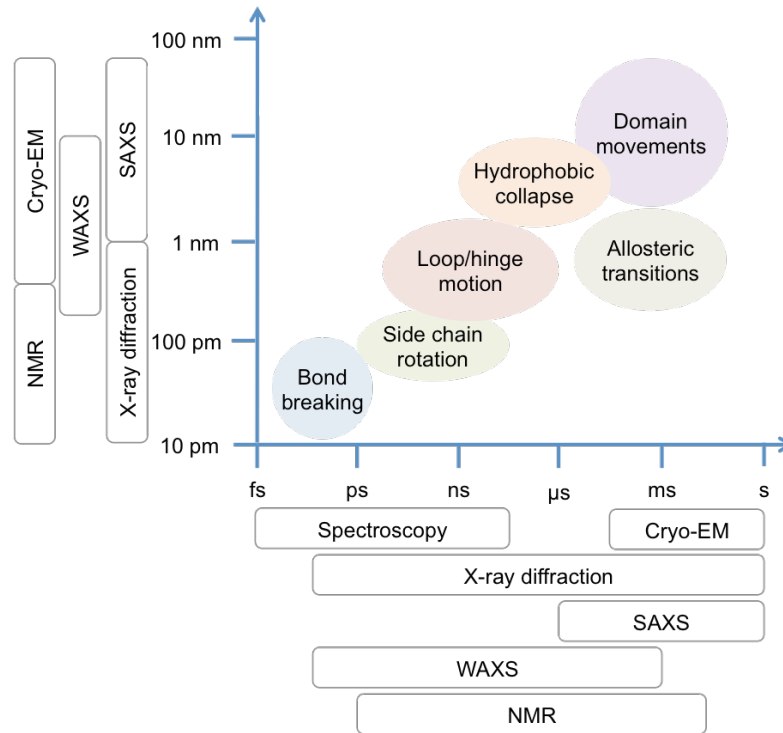 100 nm
10 nm
1 nm
100 pm
10 pm
Cryo-EM
NMR
WAXS
SAXS
X-ray diffraction
Domain
movements
Hydrophobic
collapse
Loop/hinge
motion
Allosteric
transitions
Side chain
rotation
Bond
breaking
fs
ps
ns
µs
ms
s
Spectroscopy
Cryo-EM
X-ray diffraction
SAXS
WAXS
NMR